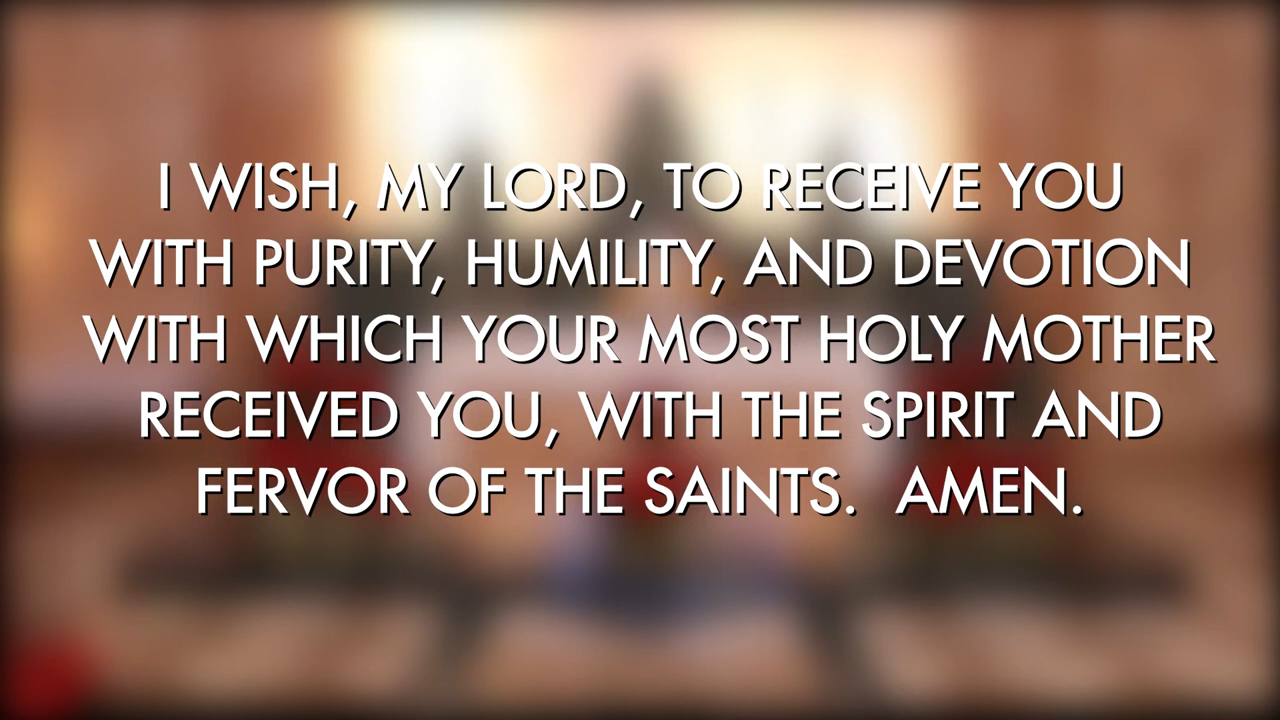 I WISH, MY LORD, TO RECEIVE YOU
WITH PURITY, HUMILITY, AND DEVOTION
WITH WHICH YOUR MOST HOLY MOTHER
RECEIVED YOU, WITH THE SPIRIT AND
FERVOR OF THE SAINTS.  AMEN.